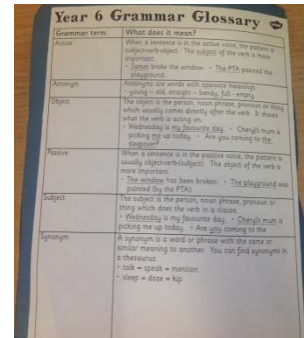 Year 6 Grammar Glossary
Grammar term What does it mean?
Active When a sentence is in the active voice, the pattern is
subject-verb-object. The subject of the verb is more
important.
• James broke the window. • The PTA painted the
playground.
Antonym Antonyms are words with opposite meanings.
• young – old, straight – bendy, full – empty
Object The object is the person, noun phrase, pronoun or thing
which usually comes directly after the verb. It shows
what the verb is acting on.
• Wednesday is my favourite day. • Cheryl's mum is
picking me up today. • Are you coming to the
sleepover?
Passive When a sentence is in the passive voice, the pattern is
usually object-verb-(subject). The object of the verb is
more important.
• The window has been broken. • The playground was
painted (by the PTA).
Subject The subject is the person, noun phrase, pronoun or
thing which does the verb in a clause.
• Wednesday is my favourite day. • Cheryl's mum is
picking me up today. • Are you coming to the
Synonym A synonym is a word or phrase with the same or
similar meaning to another. You can find synonyms in
a thesaurus.
• talk = speak = mention
• sleep = doze = kip